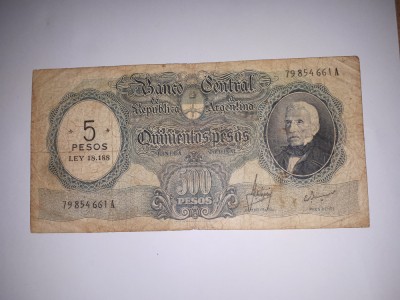 Banco Central
de la
República Argentina
79 854 661 A
5
PESOS
LEY 18.188
Quinientos pesos
500
PESOS
79 854 661 A